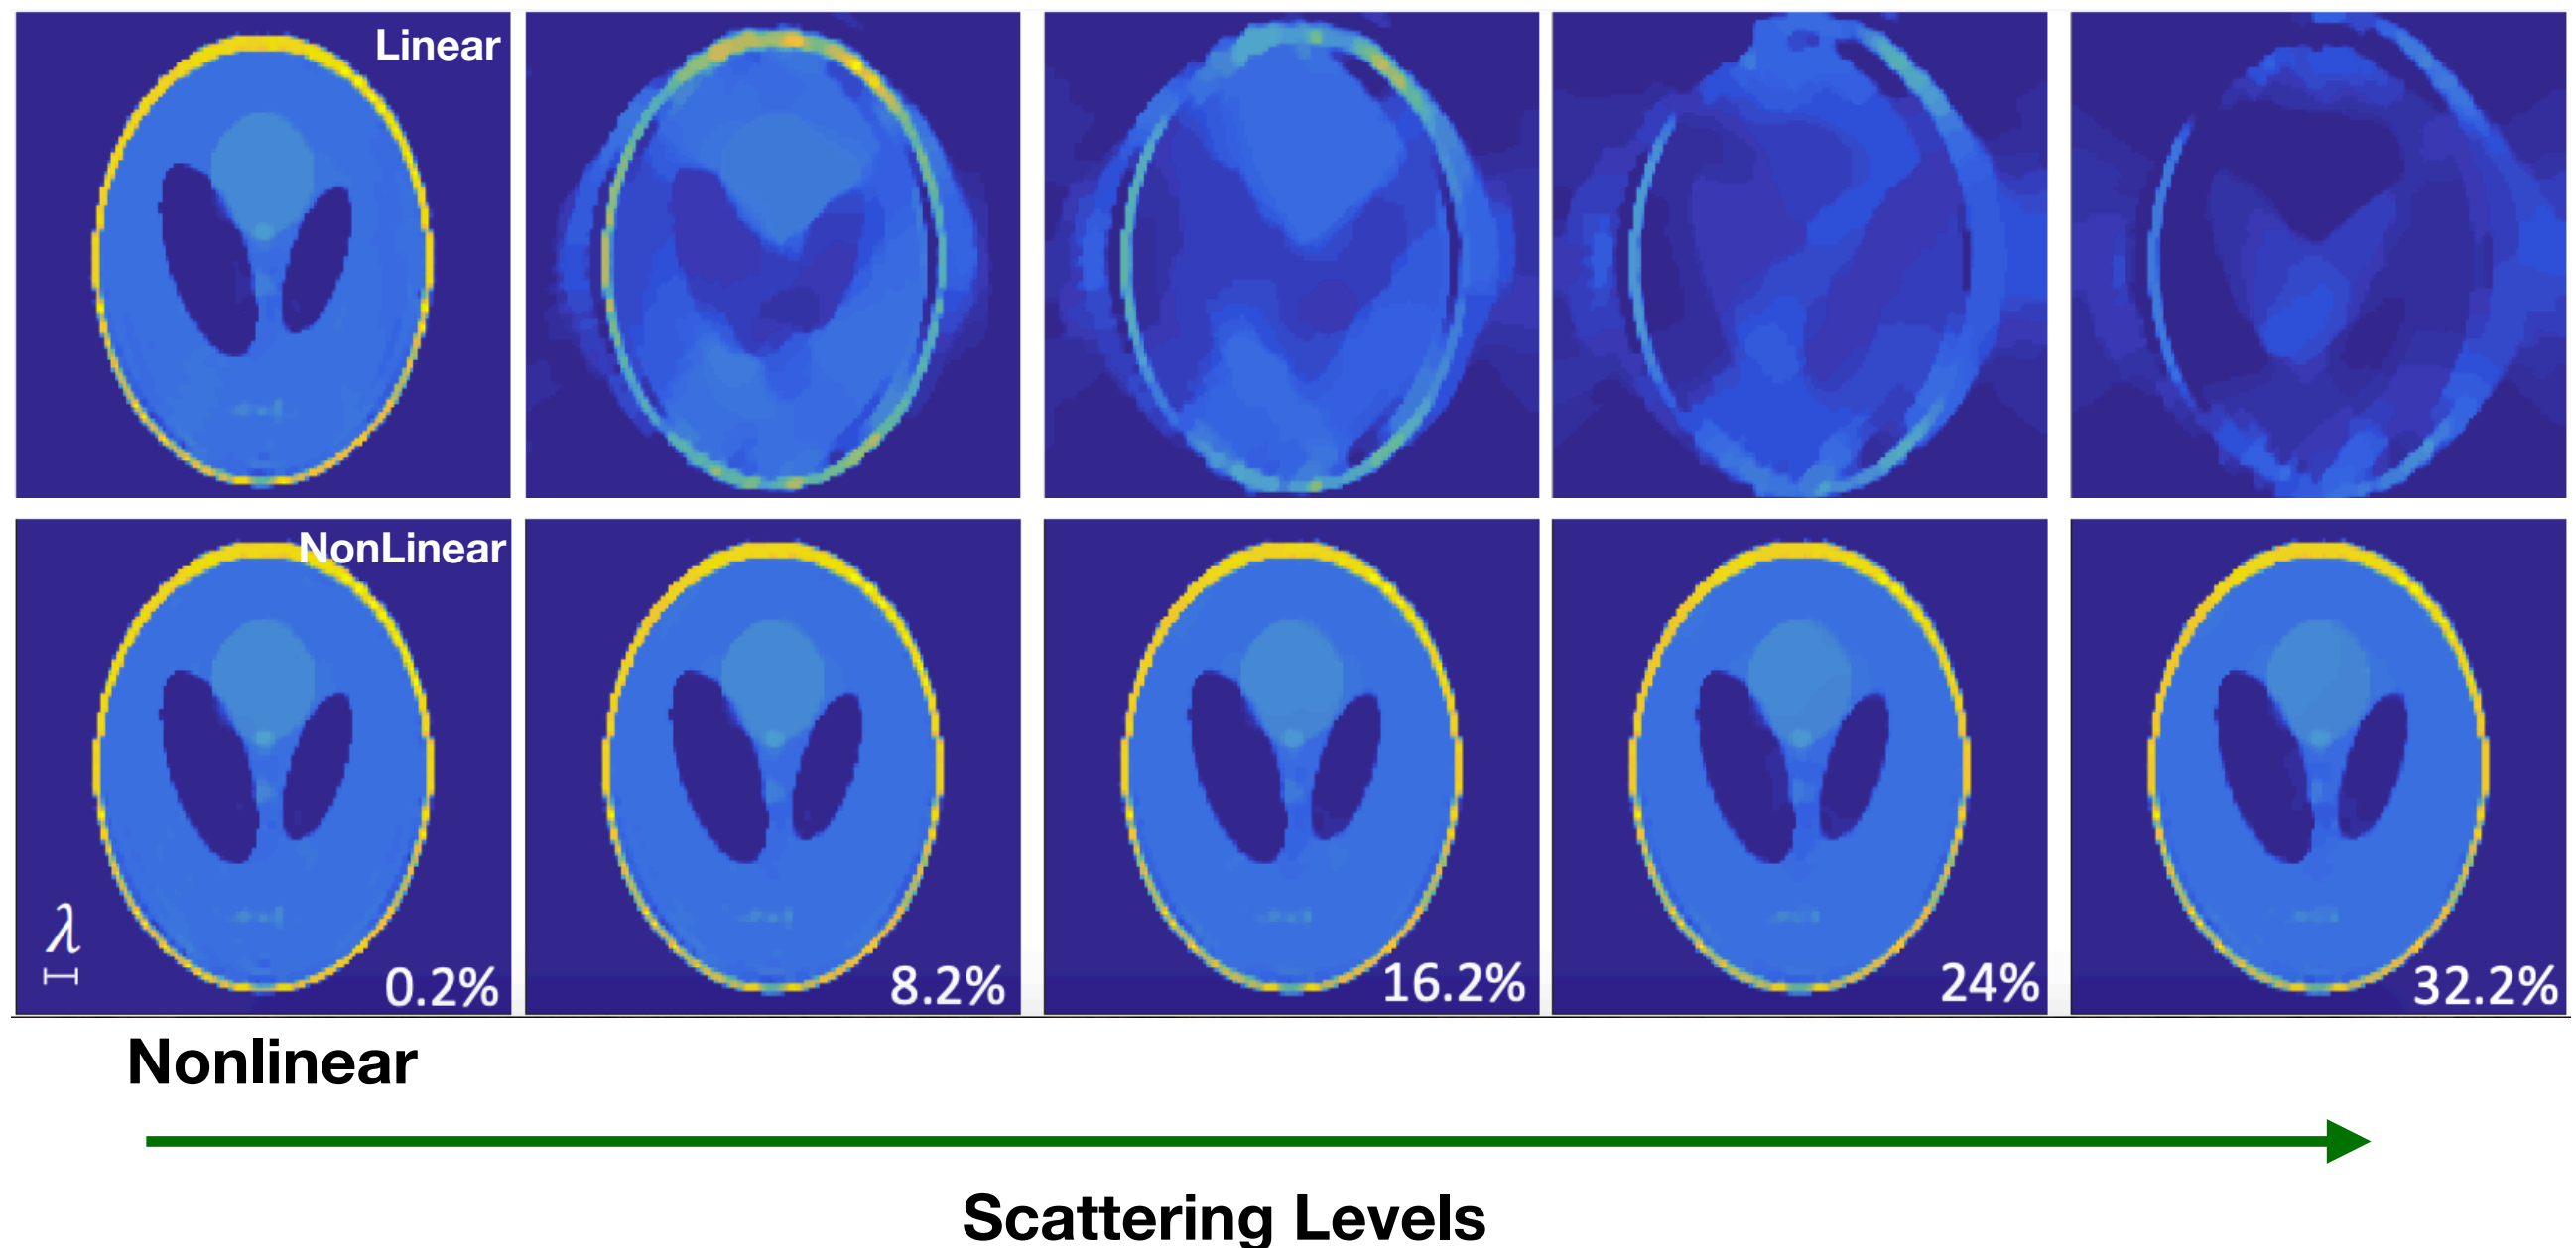 Linear
NonLinear
λ
0.2%
8.2%
16.2%
24%
32.2%
Nonlinear
Scattering Levels